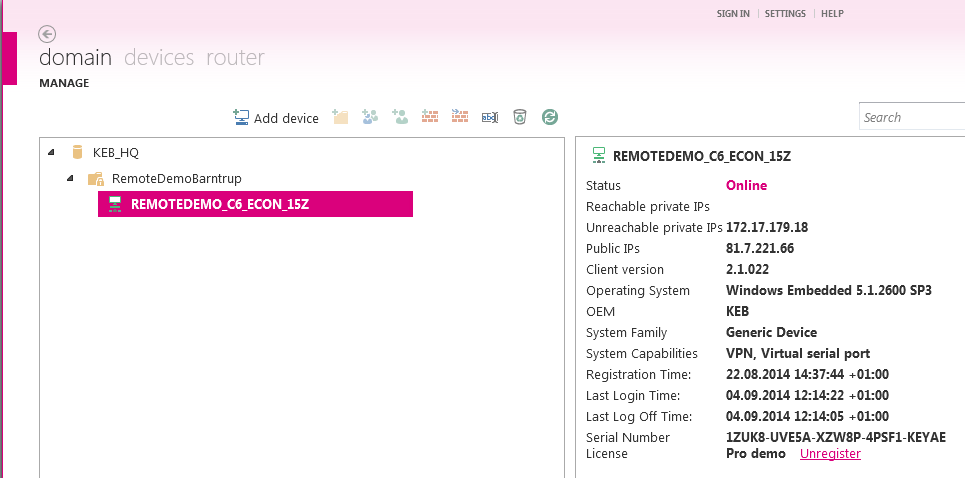 SIGN IN | SETTINGS | HELP
domain devices router
MANAGE
Add device
Search
KEB_HQ
RemoteDemoBarntrup
REMOTEDEMO_C6_ECON_15Z
REMOTEDEMO_C6_ECON_15Z
Status Online
Reachable private IPs
Unreachable private IPs 172.17.179.18
Public IPs 81.7.221.66
Client version 2.1.022
Operating System Windows Embedded 5.1.2600 SP3
OEM KEB
System Family Generic Device
System Capabilities VPN, Virtual serial port
Registration Time: 22.08.2014 14:37:44 +01:00
Last Login Time: 04.09.2014 12:14:22 +01:00
Last Log Off Time: 04.09.2014 12:14:05 +01:00
Serial Number 1ZUK8-UVE5A-XZW8P-4PSF1-KEYAE
License Pro demo Unregister